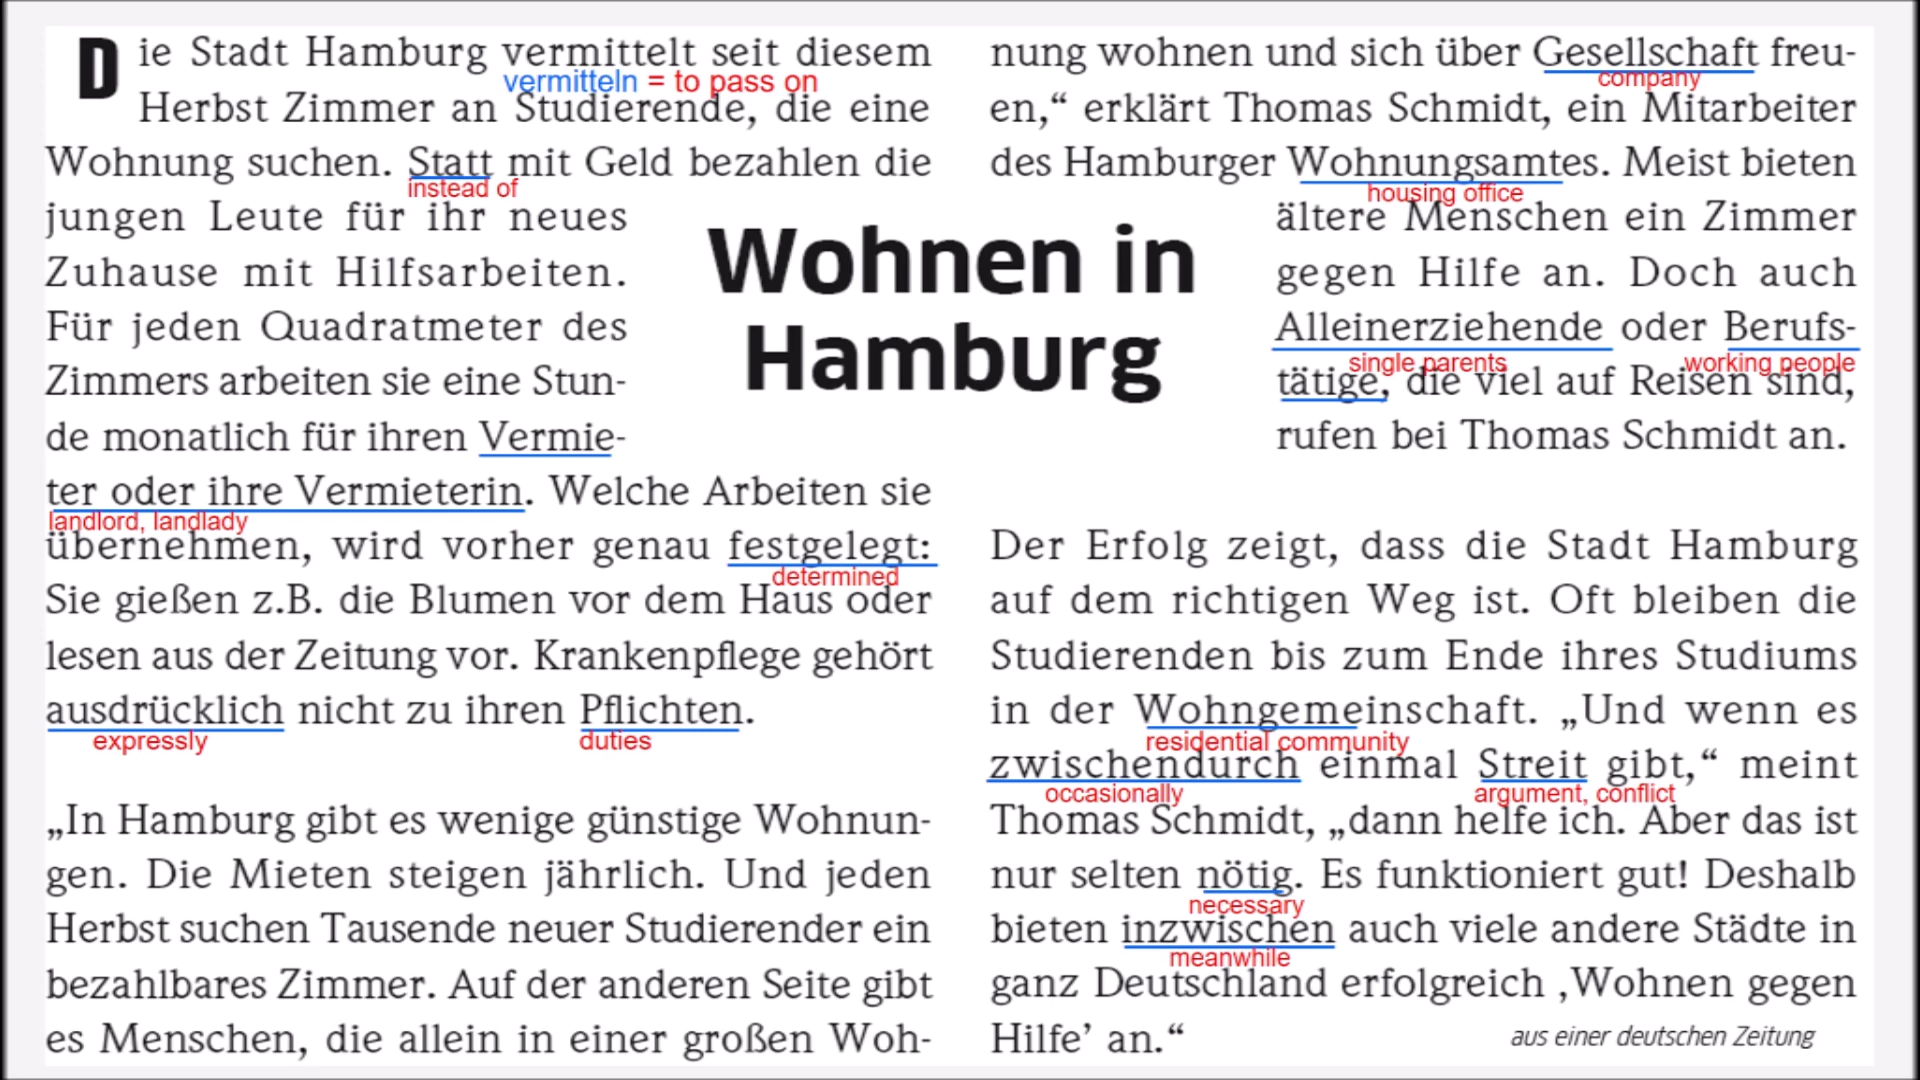 Die Stadt Hamburg vermittelt seit diesem
vermitteln = to pass on
Herbst Zimmer an Studierende, die eine
Wohnung suchen. Statt mit Geld bezahlen die
instead of
jungen Leute für ihr neues
Zuhause mit Hilfsarbeiten.
Für jeden Quadratmeter des
Zimmers arbeiten sie eine Stun-
de monatlich für ihren Vermie-
ter oder ihre Vermieterin. Welche Arbeiten sie
landlord, landlady
übernehmen, wird vorher genau festgelegt:
determined
Sie gießen z.B. die Blumen vor dem Haus oder
lesen aus der Zeitung vor. Krankenpflege gehört
ausdrücklich nicht zu ihren Pflichten.
expressly duties
„In Hamburg gibt es wenige günstige Wohnun-
gen. Die Mieten steigen jährlich. Und jeden
Herbst suchen Tausende neuer Studierender ein
bezahlbares Zimmer. Auf der anderen Seite gibt
es Menschen, die allein in einer großen Woh-
Wohnen in
Hamburg
nung wohnen und sich über Gesellschaft freu-
company
en,“ erklärt Thomas Schmidt, ein Mitarbeiter
des Hamburger Wohnungsamtes. Meist bieten
housing office
ältere Menschen ein Zimmer
gegen Hilfe an. Doch auch
Alleinerziehende oder Berufs-
single parents working people
tätige, die viel auf Reisen sind,
rufen bei Thomas Schmidt an.
Der Erfolg zeigt, dass die Stadt Hamburg
auf dem richtigen Weg ist. Oft bleiben die
Studierenden bis zum Ende ihres Studiums
in der Wohngemeinschaft. „Und wenn es
residential community
zwischendurch einmal Streit gibt,“ meint
occasionally argument, conflict
Thomas Schmidt, „dann helfe ich. Aber das ist
nur selten nötig. Es funktioniert gut! Deshalb
necessary
bieten inzwischen auch viele andere Städte in
meanwhile
ganz Deutschland erfolgreich ‚Wohnen gegen
Hilfe’ an.“
aus einer deutschen Zeitung